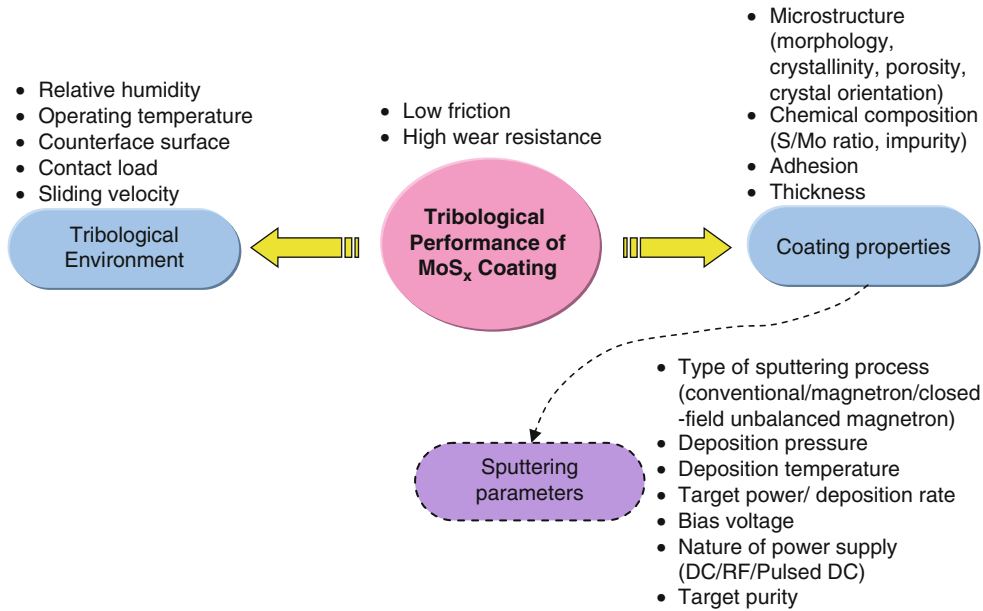 • Relative humidity
• Operating temperature
• Counterface surface
• Contact load
• Sliding velocity
Tribological
Environment
• Low friction
• High wear resistance
Tribological
Performance of
MoSx Coating
• Microstructure
(morphology,
crystallinity, porosity,
crystal orientation)
• Chemical composition
(S/Mo ratio, impurity)
• Adhesion
• Thickness
Coating properties
Sputtering
parameters
• Type of sputtering process
(conventional/magnetron/closed
-field unbalanced magnetron)
• Deposition pressure
• Deposition temperature
• Target power/ deposition rate
• Bias voltage
• Nature of power supply
(DC/RF/Pulsed DC)
• Target purity